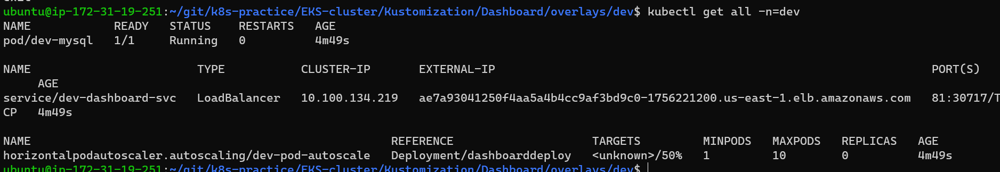 exit
ubuntu@ip-172-31-19-251:~/git/k8s-practice/EKS-cluster/Kustomization/Dashboard/overlays/dev$ kubectl get all -n=dev
NAME READY STATUS RESTARTS AGE
pod/dev-mysql 1/1 Running 0 4m49s
NAME TYPE CLUSTER-IP EXTERNAL-IP PORT(S)
AGE
service/dev-dashboard-svc LoadBalancer 10.100.134.219 ae7a93041250f4aa5a4b4cc9af3bd9c0-1756221200.us-east-1.elb.amazonaws.com 81:30717/T
CP 4m49s
NAME REFERENCE TARGETS MINPODS MAXPODS REPLICAS AGE
horizontalpodautoscaler.autoscaling/dev-pod-autoscale Deployment/dashboarddeploy <unknown>/50% 1 10 0 4m49s
ubuntu@ip-172-31-19-251:~/git/k8s-practice/EKS-cluster/Kustomization/Dashboard/overlays/dev$